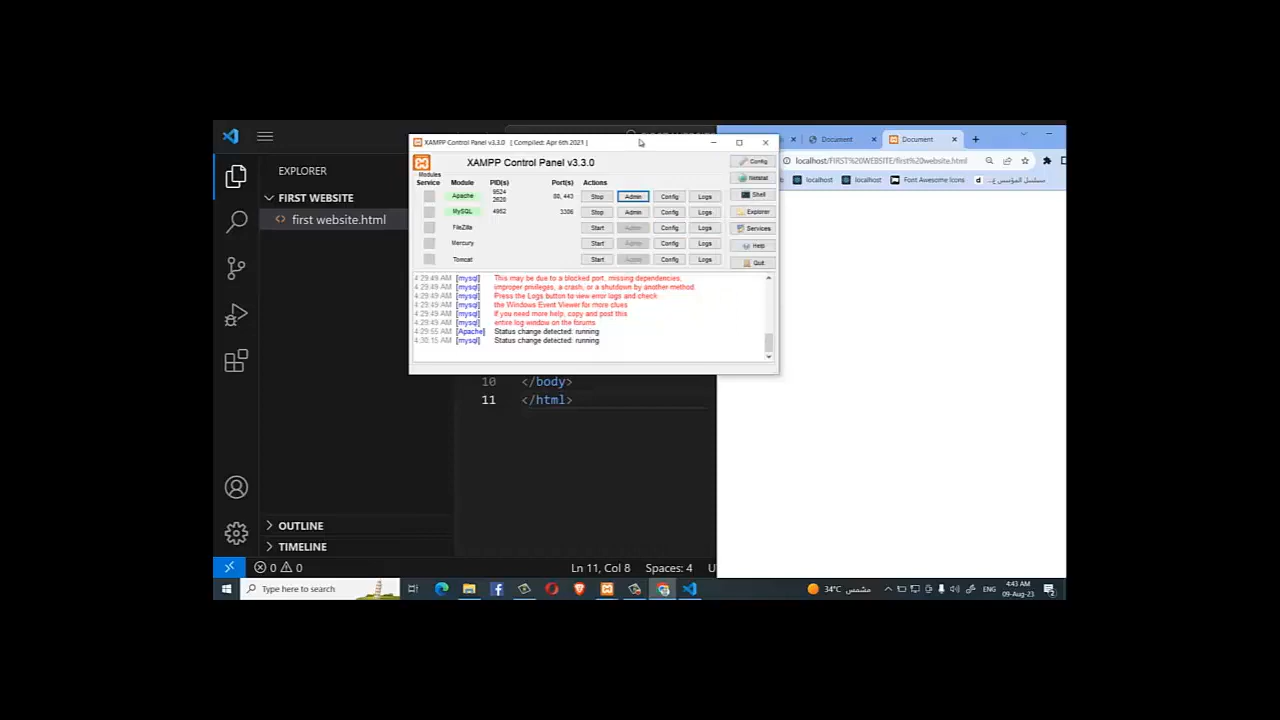 XAMPP Control Panel v3.3.0 [ Compiled: Apr 6th 2021 ]
XAMPP Control Panel v3.3.0
Modules
Service Module PID(s) Port(s) Actions
Apache 9524 2620 80, 443 Stop Admin Config Logs
MySQL 4952 3306 Stop Admin Config Logs
FileZilla Start Admin Config Logs
Mercury Start Admin Config Logs
Tomcat Start Admin Config Logs
Config
Netstat
Shell
Explorer
Services
Help
Quit
4:29:49 AM [mysql] This may be due to a blocked port, missing dependencies,
4:29:49 AM [mysql] improper privileges, a crash, or a shutdown by another method.
4:29:49 AM [mysql] Press the Logs button to view error logs and check
4:29:49 AM [mysql] the Windows Event Viewer for more clues
4:29:49 AM [mysql] If you need more help, copy and post this
4:29:49 AM [mysql] entire log window on the forums
4:29:55 AM [Apache] Status change detected: running
4:30:15 AM [mysql] Status change detected: running
EXPLORER
FIRST WEBSITE
<> first website.html
10 </body>
11 </html>
OUTLINE
TIMELINE
0 0 Ln 11, Col 8 Spaces: 4 U
Document Document
localhost/FIRST%20WEBSITE/first%20website.html
localhost localhost Font Awesome Icons مسلسل المؤسس ع...
Type here to search
34°C مشمس
ENG
4:43 AM
09-Aug-23